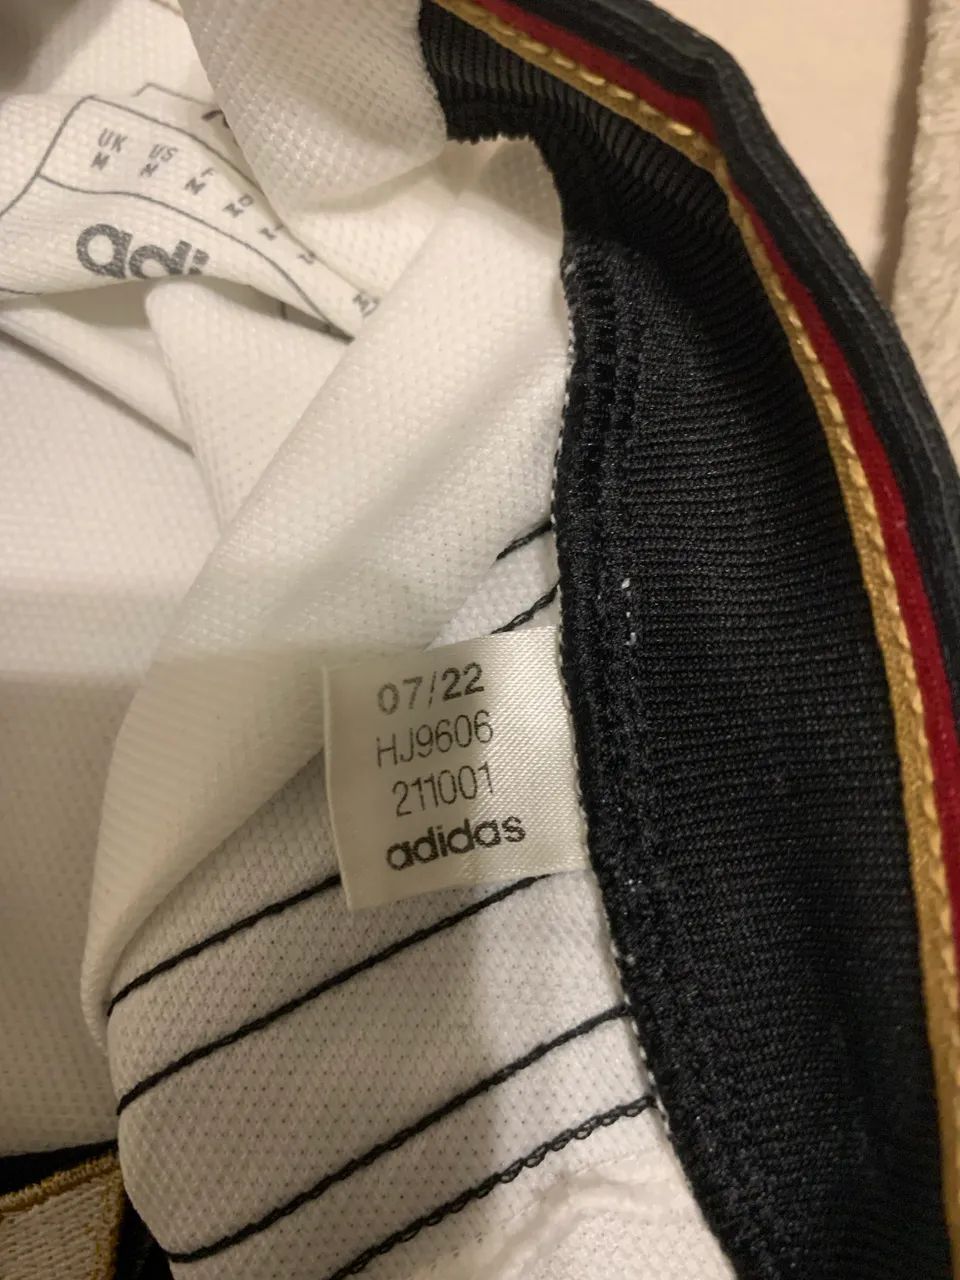 UK US F
M M M
adi
07/22
HJ9606
211001
adidas